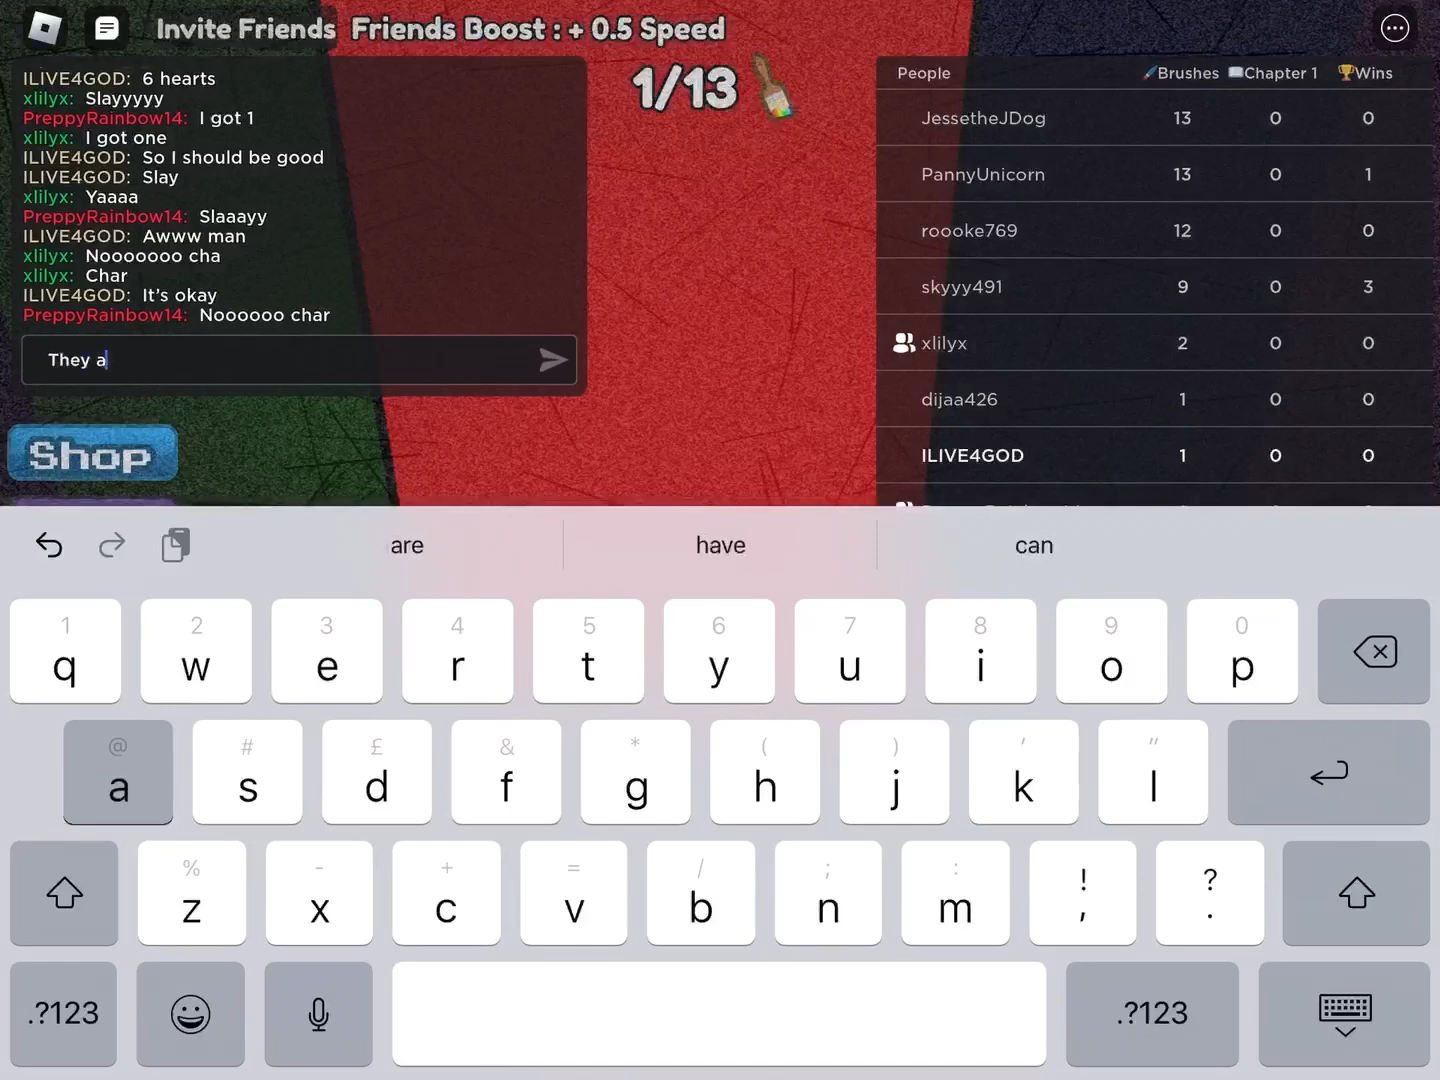 Invite Friends Friends Boost : + 0.5 Speed
1/13
ILIVE4GOD: 6 hearts
xlilyx: Slayyyyy
PreppyRainbow14: I got 1
xlilyx: I got one
ILIVE4GOD: So I should be good
ILIVE4GOD: Slay
xlilyx: Yaaaa
PreppyRainbow14: Slaaayy
ILIVE4GOD: Awww man
xlilyx: Nooooooo cha
xlilyx: Char
ILIVE4GOD: It’s okay
PreppyRainbow14: Noooooo char
They a
Shop
People Brushes Chapter 1 Wins
JessetheJDog 13 0 0
PannyUnicorn 13 0 1
roooke769 12 0 0
skyyy491 9 0 3
xlilyx 2 0 0
dijaa426 1 0 0
ILIVE4GOD 1 0 0
are have can
1 2 3 4 5 6 7 8 9 0
q w e r t y u i o p
@ # £ & * ( ) ' "
a s d f g h j k l
% - + = / ; : ! ?
z x c v b n m , .
.?123 .?123